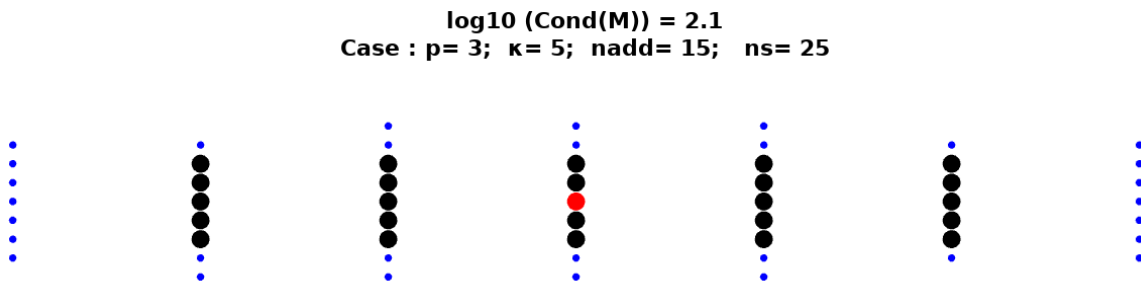 log10 (Cond(M)) = 2.1
Case : p= 3;  κ= 5;  nadd= 15;   ns= 25